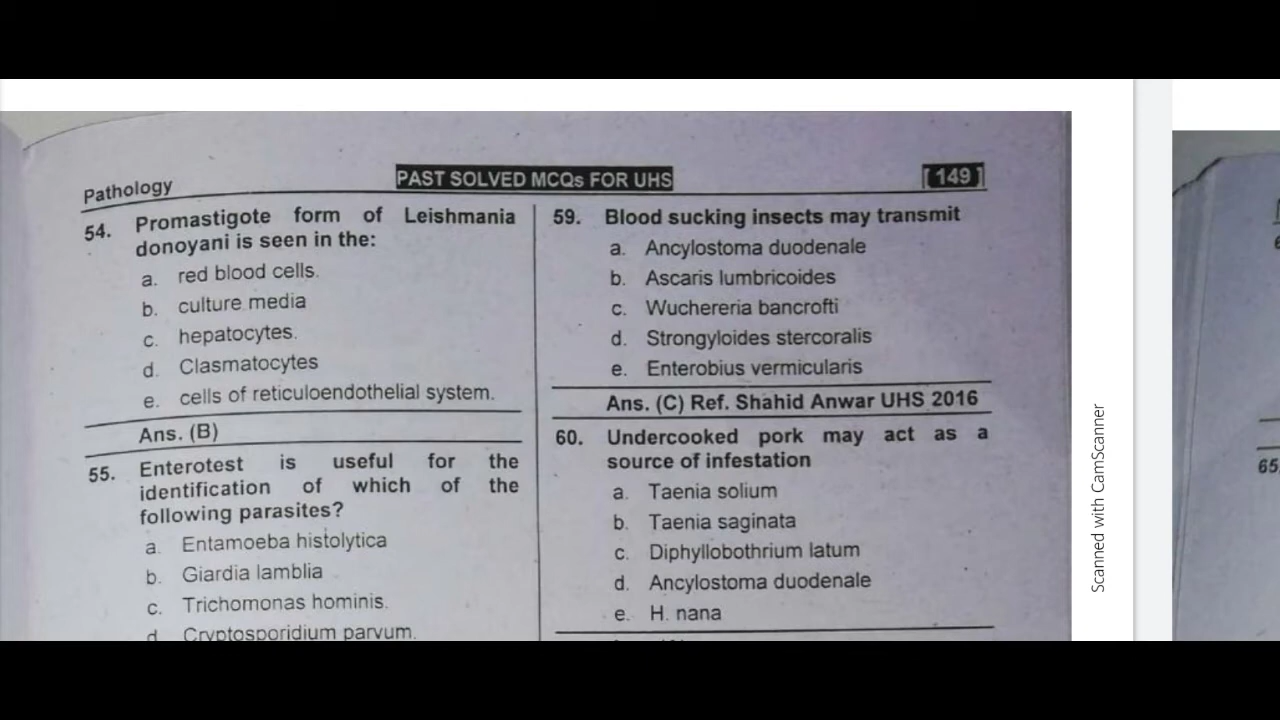 Pathology
PAST SOLVED MCQs FOR UHS
[ 149 ]
54. Promastigote form of Leishmania
donoyani is seen in the:
a. red blood cells.
b. culture media
c. hepatocytes.
d. Clasmatocytes
e. cells of reticuloendothelial system.
Ans. (B)
55. Enterotest is useful for the
identification of which of the
following parasites?
a. Entamoeba histolytica
b. Giardia lamblia
c. Trichomonas hominis.
d Cryptosporidium parvum.
59. Blood sucking insects may transmit
a. Ancylostoma duodenale
b. Ascaris lumbricoides
c. Wuchereria bancrofti
d. Strongyloides stercoralis
e. Enterobius vermicularis
Ans. (C) Ref. Shahid Anwar UHS 2016
60. Undercooked pork may act as a
source of infestation
a. Taenia solium
b. Taenia saginata
c. Diphyllobothrium latum
d. Ancylostoma duodenale
e. H. nana
Scanned with CamScanner
65